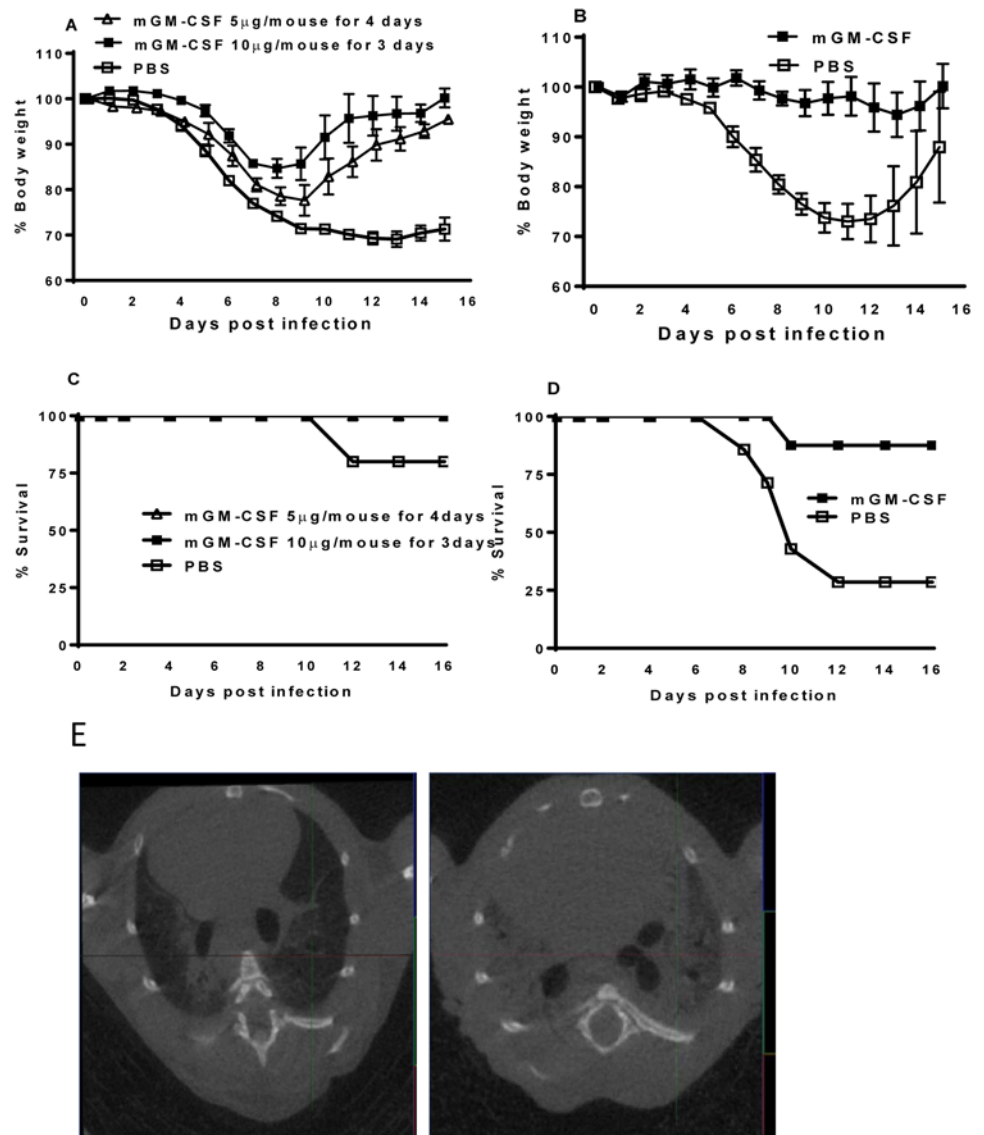 A
mGM-CSF 5μg/mouse for 4 days
mGM-CSF 10μg/mouse for 3 days
PBS
110
100
90
80
70
60
% Body weight
0 2 4 6 8 10 12 14 16
Days post infection
B
mGM-CSF
PBS
110
100
90
80
70
60
% Body weight
0 2 4 6 8 10 12 14 16
Days post infection
C
100
75
50
25
0
% Survival
mGM-CSF 5μg/mouse for 4days
mGM-CSF 10μg/mouse for 3days
PBS
0 2 4 6 8 10 12 14 16
Days post infection
D
100
75
50
25
0
% Survival
mGM-CSF
PBS
0 2 4 6 8 10 12 14 16
Days post infection
E